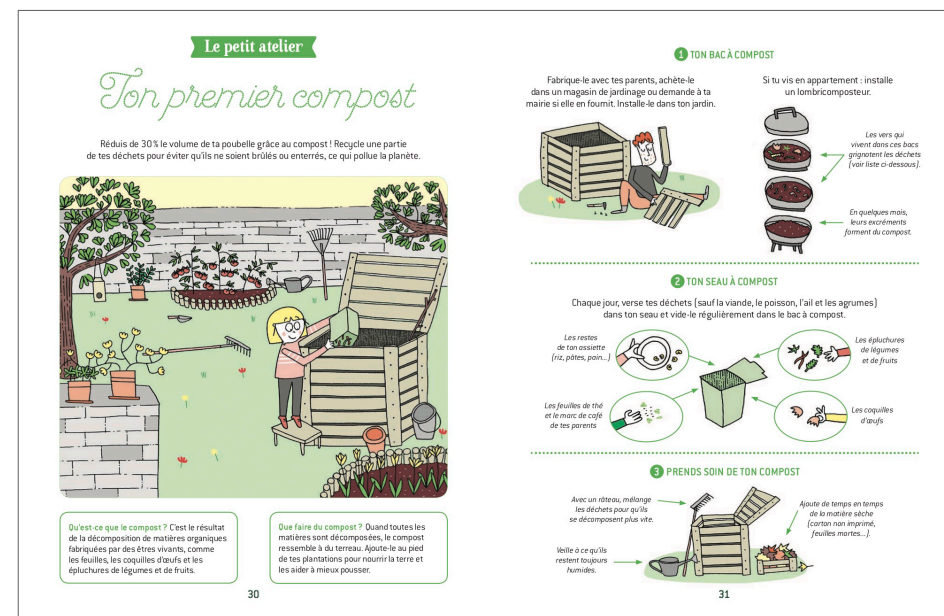 Le petit atelier
Ton premier compost
Réduis de 30 % le volume de ta poubelle grâce au compost ! Recycle une partie
de tes déchets pour éviter qu'ils ne soient brûlés ou enterrés, ce qui pollue la planète.
Qu'est-ce que le compost ? C'est le résultat
de la décomposition de matières organiques
fabriquées par des êtres vivants, comme
les feuilles, les coquilles d'œufs et les
épluchures de légumes et de fruits.
Que faire du compost ? Quand toutes les
matières sont décomposées, le compost
ressemble à du terreau. Ajoute-le au pied
de tes plantations pour nourrir la terre et
les aider à mieux pousser.
30
1 TON BAC À COMPOST
Fabrique-le avec tes parents, achète-le
dans un magasin de jardinage ou demande à ta
mairie si elle en fournit. Installe-le dans ton jardin.
Si tu vis en appartement : installe
un lombricomposteur.
Les vers qui
vivent dans ces bacs
grignotent les déchets
(voir liste ci-dessous).
En quelques mois,
leurs excréments
forment du compost.
2 TON SEAU À COMPOST
Chaque jour, verse tes déchets (sauf la viande, le poisson, l'ail et les agrumes)
dans ton seau et vide-le régulièrement dans le bac à compost.
Les restes
de ton assiette
(riz, pâtes, pain...)
Les épluchures
de légumes
et de fruits
Les feuilles de thé
et le marc de café
de tes parents
Les coquilles
d'œufs
3 PRENDS SOIN DE TON COMPOST
Avec un râteau, mélange
les déchets pour qu'ils
se décomposent plus vite.
Ajoute de temps en temps
de la matière sèche
(carton non imprimé,
feuilles mortes...).
Veille à ce qu'ils
restent toujours
humides.
31